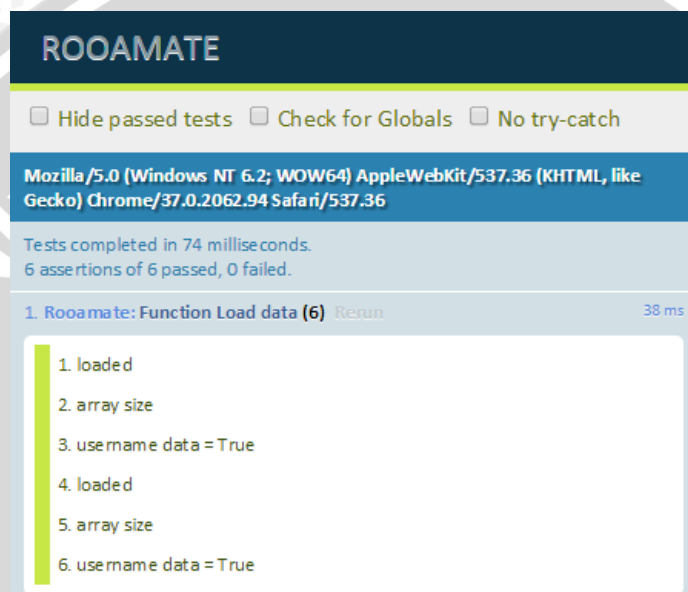 ROOAMATE
Hide passed tests Check for Globals No try-catch
Mozilla/5.0 (Windows NT 6.2; WOW64) AppleWebKit/537.36 (KHTML, like
Gecko) Chrome/37.0.2062.94 Safari/537.36
Tests completed in 74 milliseconds.
6 assertions of 6 passed, 0 failed.
1. Rooamate: Function Load data (6) Rerun 38 ms
1. loaded
2. array size
3. username data = True
4. loaded
5. array size
6. username data = True